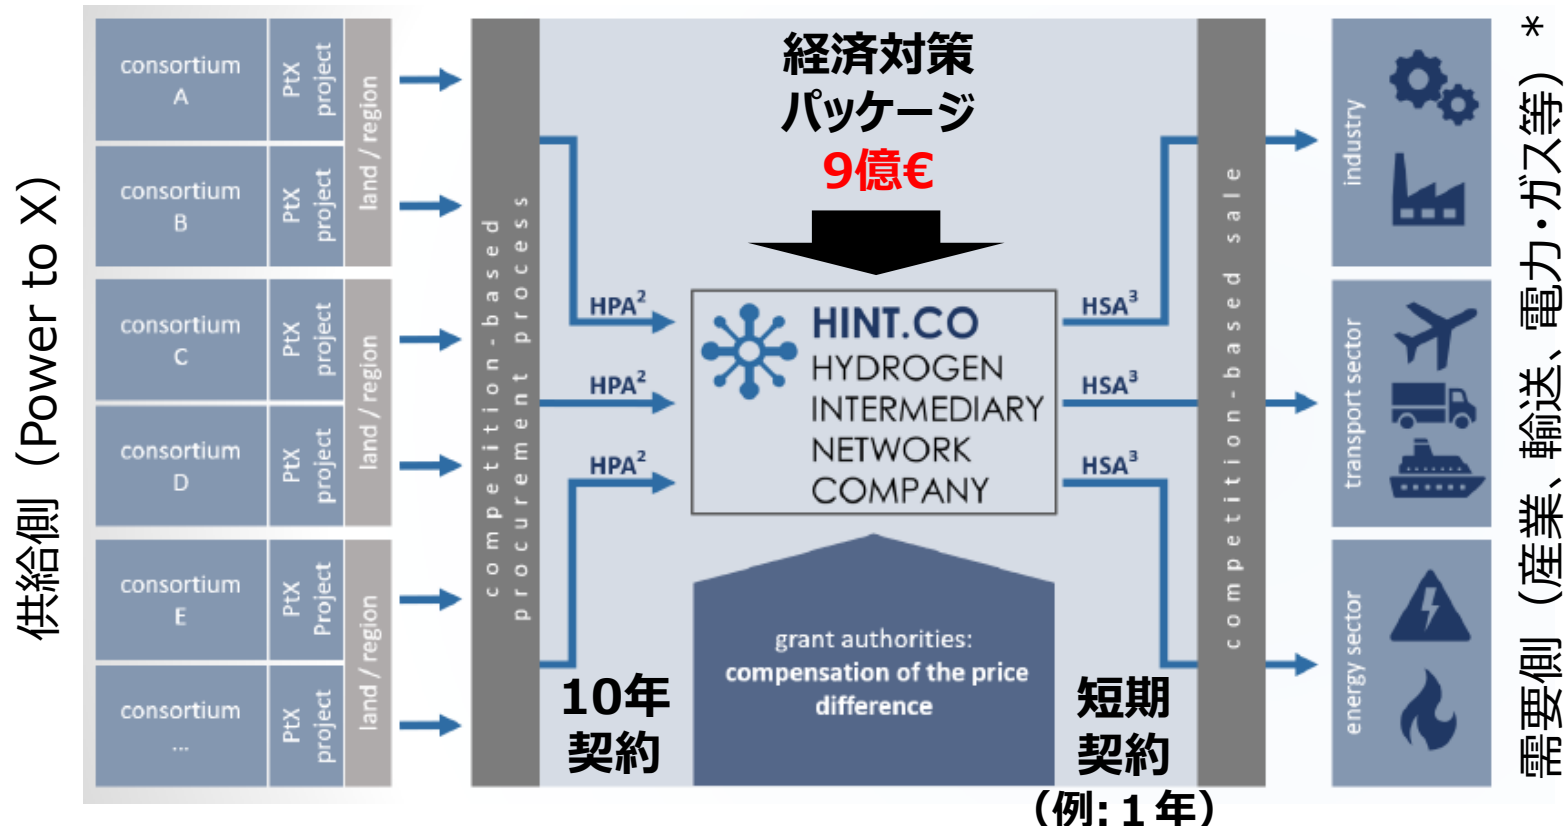 供給側（Power to X）
consortium
A
PtX
project
consortium
B
PtX
project
land / region
consortium
C
PtX
project
consortium
D
PtX
project
land / region
consortium
E
PtX
Project
consortium
...
PtX
project
land / region
competition-based
procurement process
経済対策
パッケージ
9億€
HPA²
HPA²
HPA²
HINT.CO
HYDROGEN
INTERMEDIARY
NETWORK
COMPANY
HSA³
HSA³
HSA³
grant authorities:
compensation of the price
difference
10年
契約
短期
契約
（例:１年）
competition-based sale
industry
transport sector
energy sector
需要側（産業、輸送、電力・ガス等）*